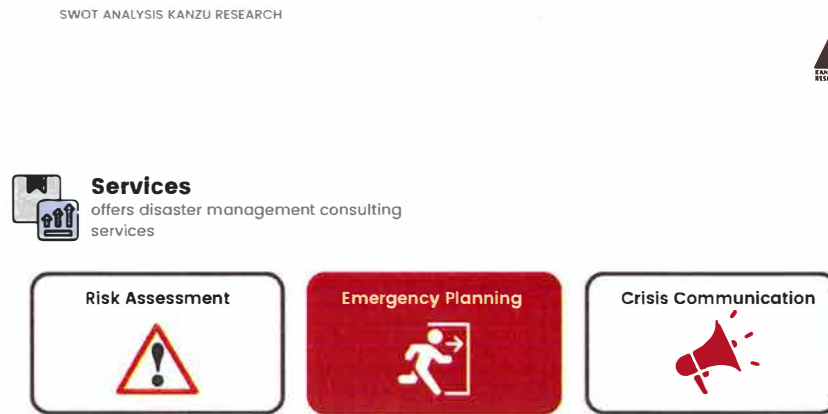 SWOT ANALYSIS KANZU RESEARCH
Services
offers disaster management consulting
services
Risk Assessment
Emergency Planning
Crisis Communication